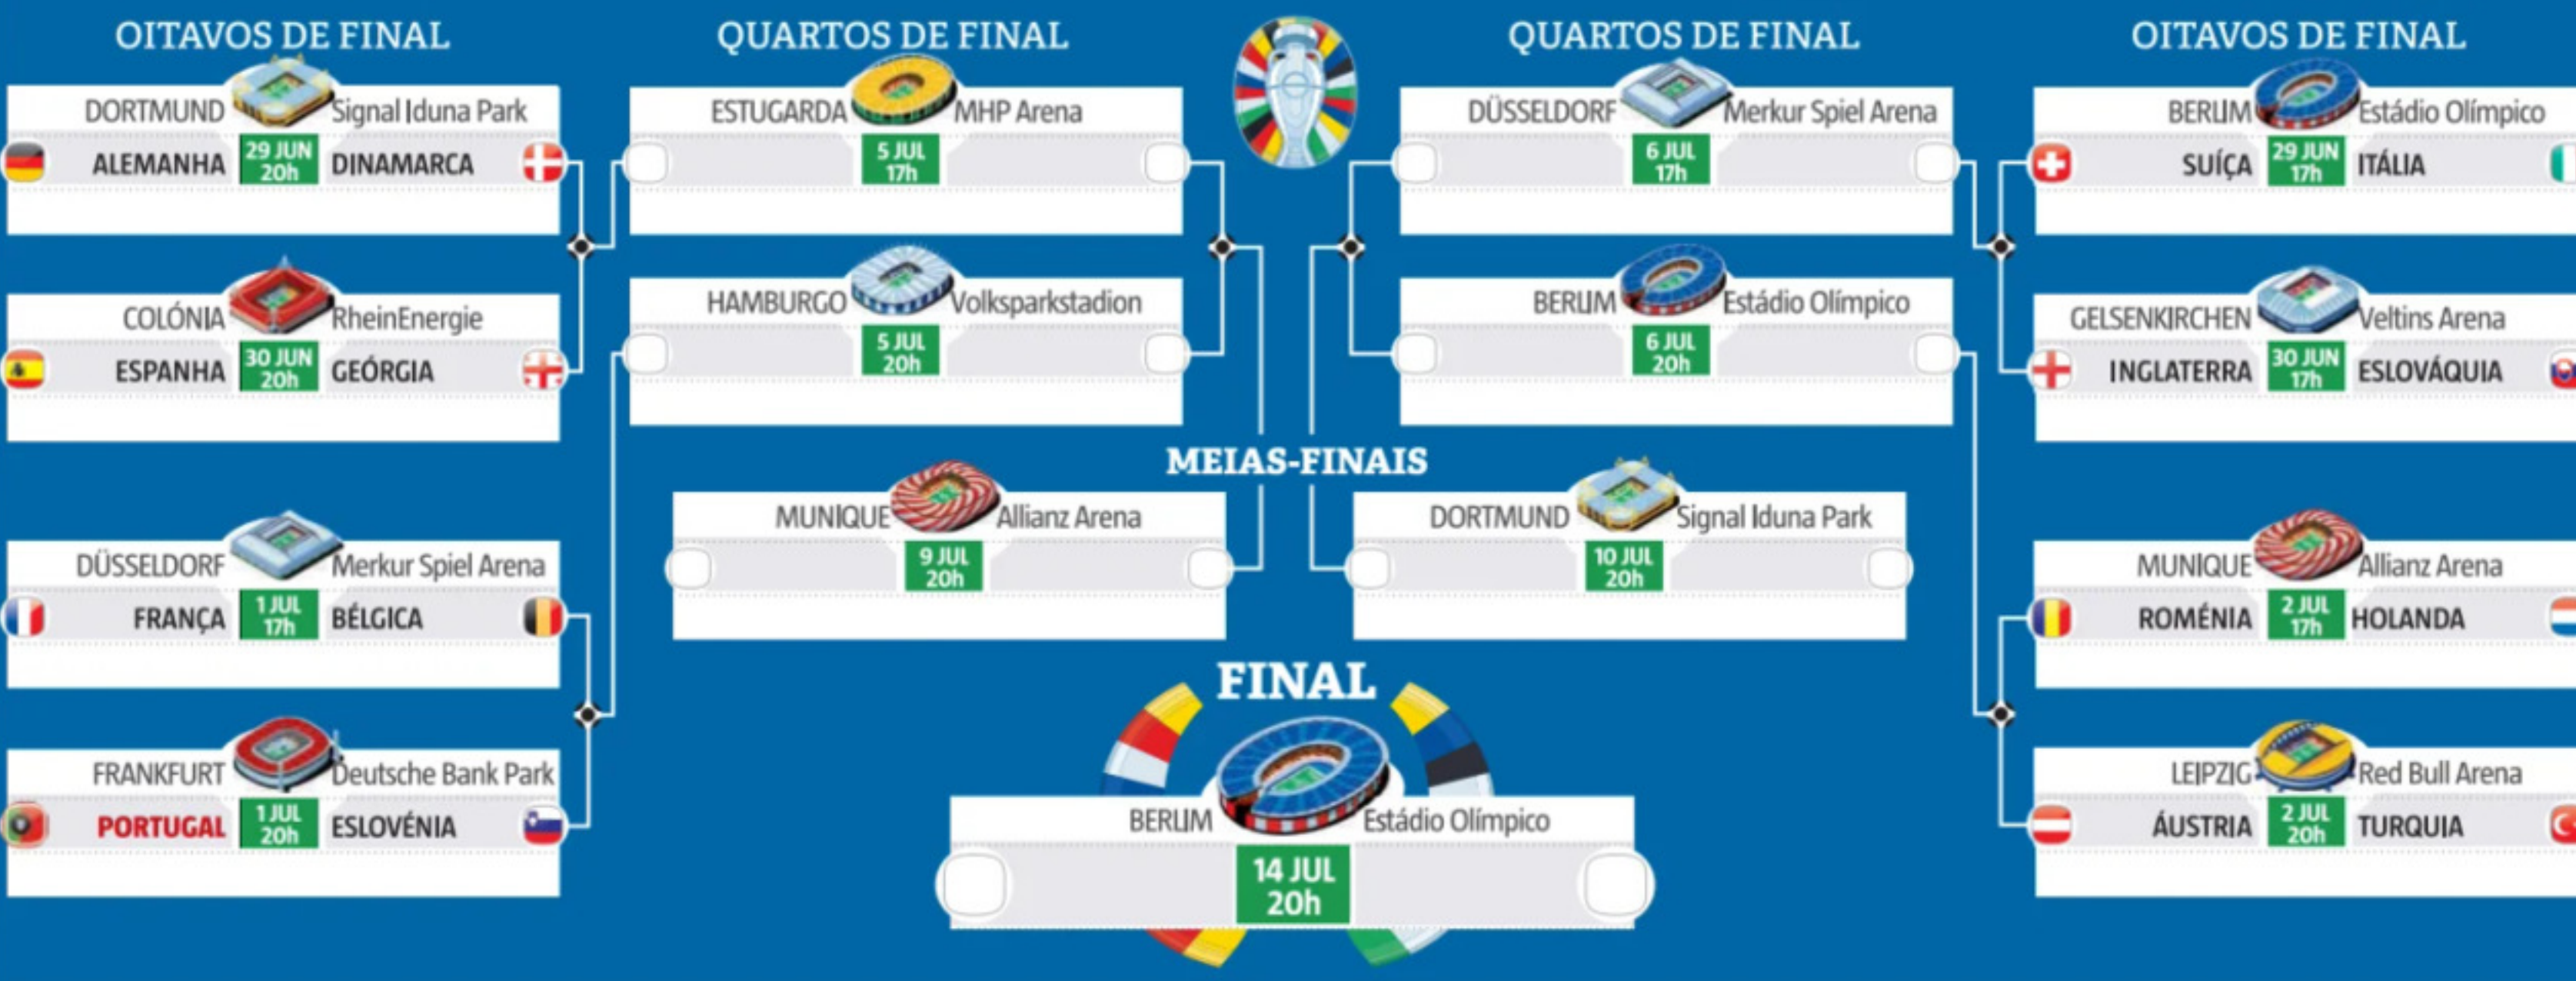 OITAVOS DE FINAL
DORTMUND Signal Iduna Park
ALEMANHA 29 JUN 20h DINAMARCA
COLÓNIA RheinEnergie
ESPANHA 30 JUN 20h GEÓRGIA
DÜSSELDORF Merkur Spiel Arena
FRANÇA 1 JUL 17h BÉLGICA
FRANKFURT Deutsche Bank Park
PORTUGAL 1 JUL 20h ESLOVÉNIA
QUARTOS DE FINAL
ESTUGARDA MHP Arena
5 JUL 17h
HAMBURGO Volksparkstadion
5 JUL 20h
QUARTOS DE FINAL
DÜSSELDORF Merkur Spiel Arena
6 JUL 17h
BERLIM Estádio Olímpico
6 JUL 20h
MEIAS-FINAIS
MUNIQUE Allianz Arena
9 JUL 20h
DORTMUND Signal Iduna Park
10 JUL 20h
FINAL
BERLIM Estádio Olímpico
14 JUL 20h
OITAVOS DE FINAL
BERLIM Estádio Olímpico
SUÍÇA 29 JUN 17h ITÁLIA
GELSENKIRCHEN Veltins Arena
INGLATERRA 30 JUN 17h ESLOVÁQUIA
MUNIQUE Allianz Arena
ROMÉNIA 2 JUL 17h HOLANDA
LEIPZIG Red Bull Arena
ÁUSTRIA 2 JUL 20h TURQUIA